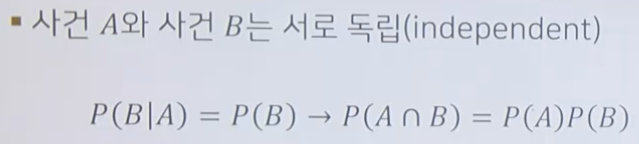 ▪ 사건 A와 사건 B는 서로 독립(independent)
P(B|A) = P(B) → P(A ∩ B) = P(A)P(B)